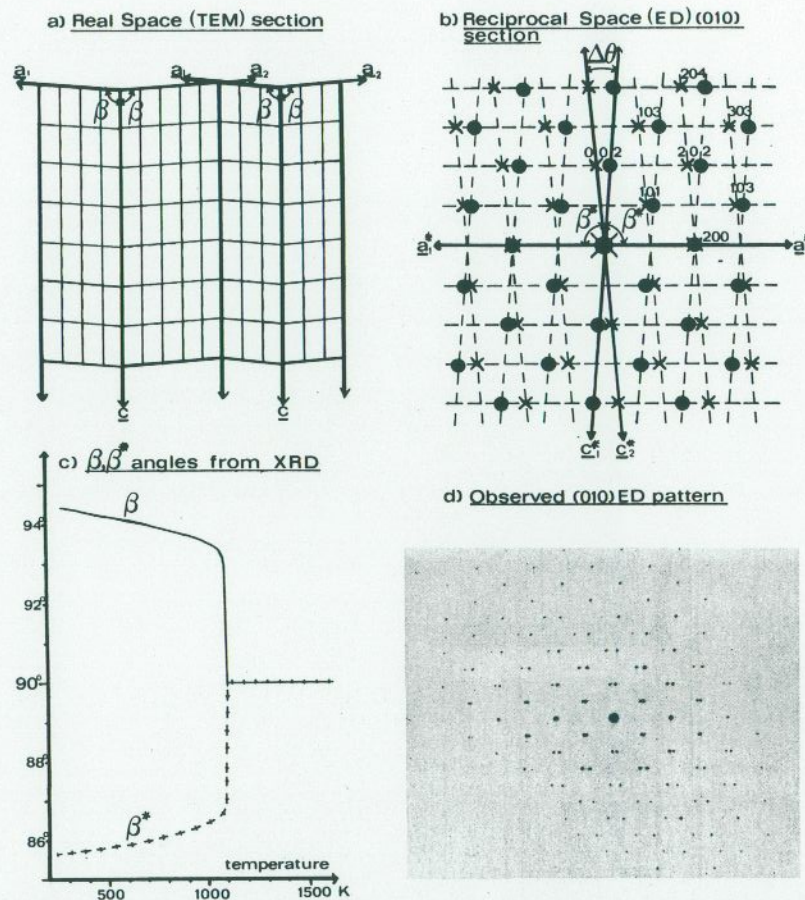 a) Real Space (TEM) section
a₁ a₁ a₂ a₂
β β β β
c c
b) Reciprocal Space (ED) (010)
section
Δθ
204
103 303
002 202
101 103
β* β*
200
a₁*
c₁* c₂*
c) β,β* angles from XRD
β
94°
92°
90°
88°
86°
β*
temperature
500 1000 1500 K
d) Observed (010) ED pattern